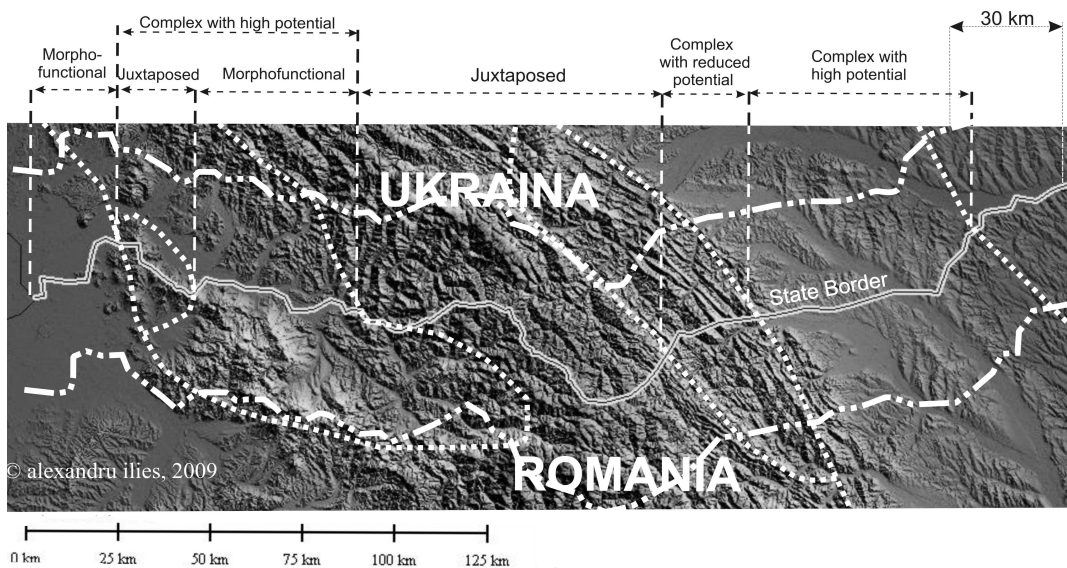 Complex with high potential
30 km
Morpho-
functional
Juxtaposed
Morphofunctional
Juxtaposed
Complex
with reduced
potential
Complex with
high potential
UKRAINA
State Border
ROMANIA
© alexandru ilies, 2009
0 km
25 km
50 km
75 km
100 km
125 km